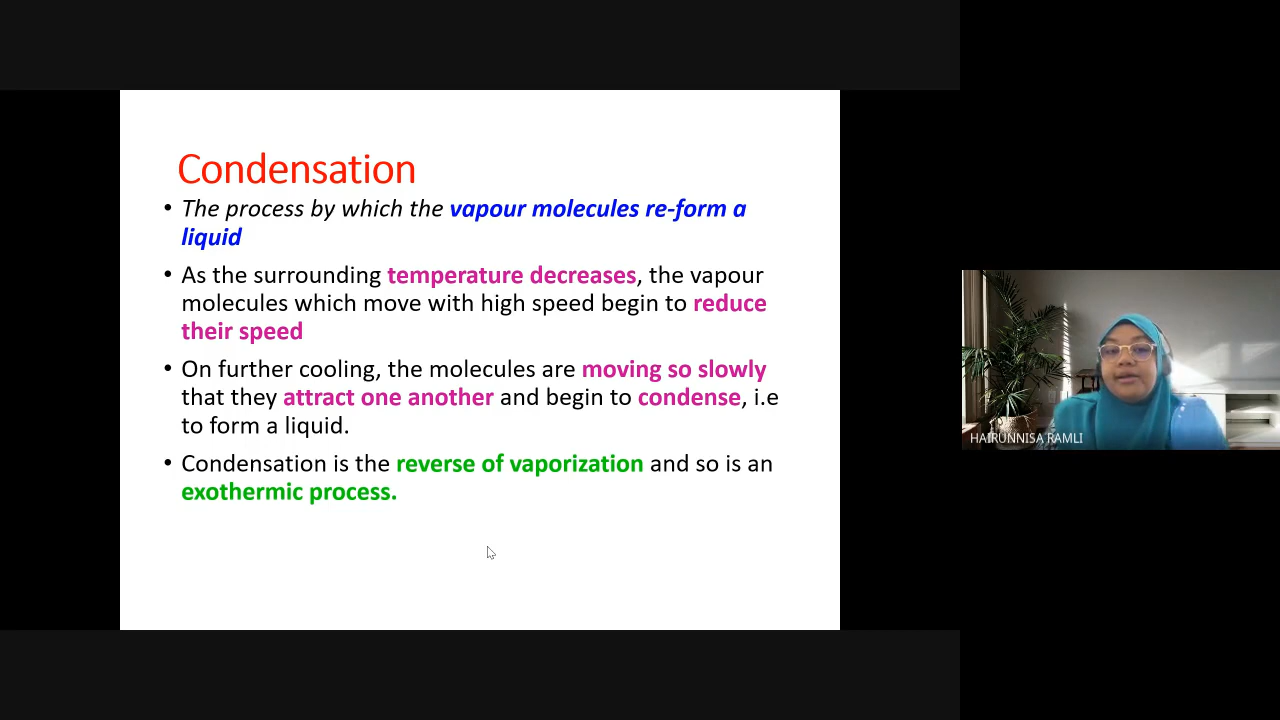 Condensation
• The process by which the vapour molecules re-form a
liquid
• As the surrounding temperature decreases, the vapour
molecules which move with high speed begin to reduce
their speed
• On further cooling, the molecules are moving so slowly
that they attract one another and begin to condense, i.e
to form a liquid.
• Condensation is the reverse of vaporization and so is an
exothermic process.
HAIRUNNISA RAMLI